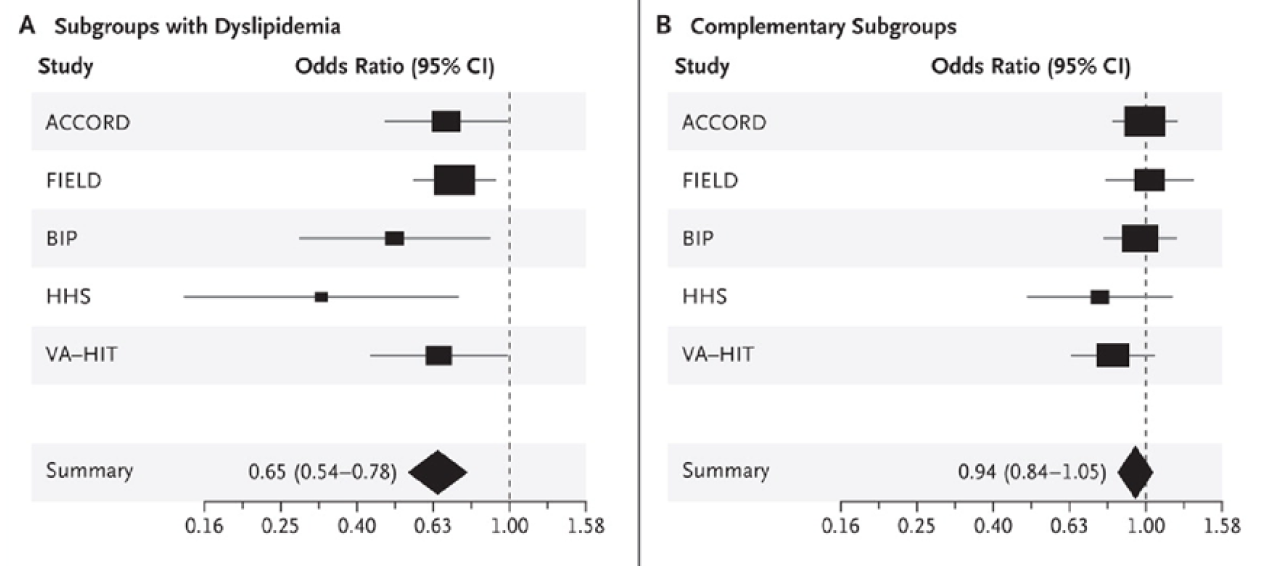 A Subgroups with Dyslipidemia
Study Odds Ratio (95% CI)
ACCORD
FIELD
BIP
HHS
VA–HIT
Summary 0.65 (0.54–0.78)
0.16 0.25 0.40 0.63 1.00 1.58
B Complementary Subgroups
Study Odds Ratio (95% CI)
ACCORD
FIELD
BIP
HHS
VA–HIT
Summary 0.94 (0.84–1.05)
0.16 0.25 0.40 0.63 1.00 1.58